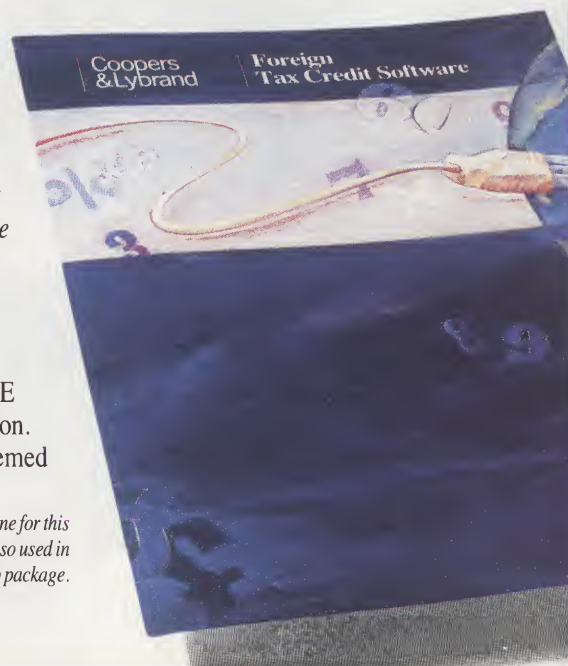 Coopers
&Lybrand
Foreign
Tax Credit Software
e
E
on.
emed
ne for this
so used in
package.